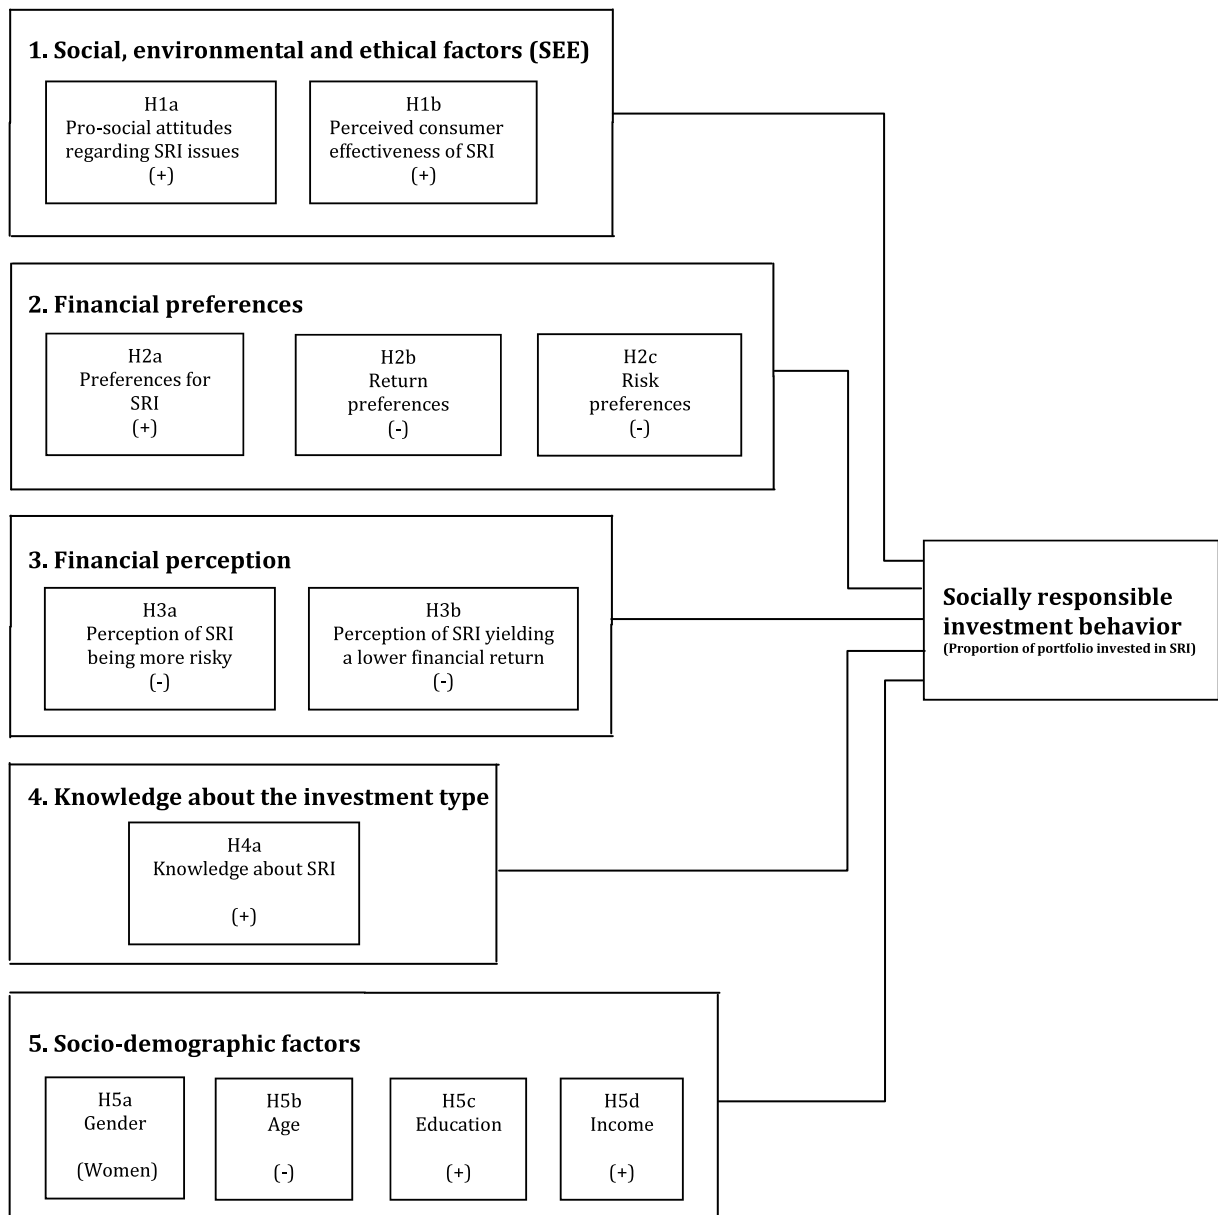 1. Social, environmental and ethical factors (SEE)
H1a
Pro-social attitudes
regarding SRI issues
(+)
H1b
Perceived consumer
effectiveness of SRI
(+)
2. Financial preferences
H2a
Preferences for
SRI
(+)
H2b
Return
preferences
(-)
H2c
Risk
preferences
(-)
3. Financial perception
H3a
Perception of SRI
being more risky
(-)
H3b
Perception of SRI yielding
a lower financial return
(-)
4. Knowledge about the investment type
H4a
Knowledge about SRI
(+)
5. Socio-demographic factors
H5a
Gender
(Women)
H5b
Age
(-)
H5c
Education
(+)
H5d
Income
(+)
Socially responsible
investment behavior
(Proportion of portfolio invested in SRI)